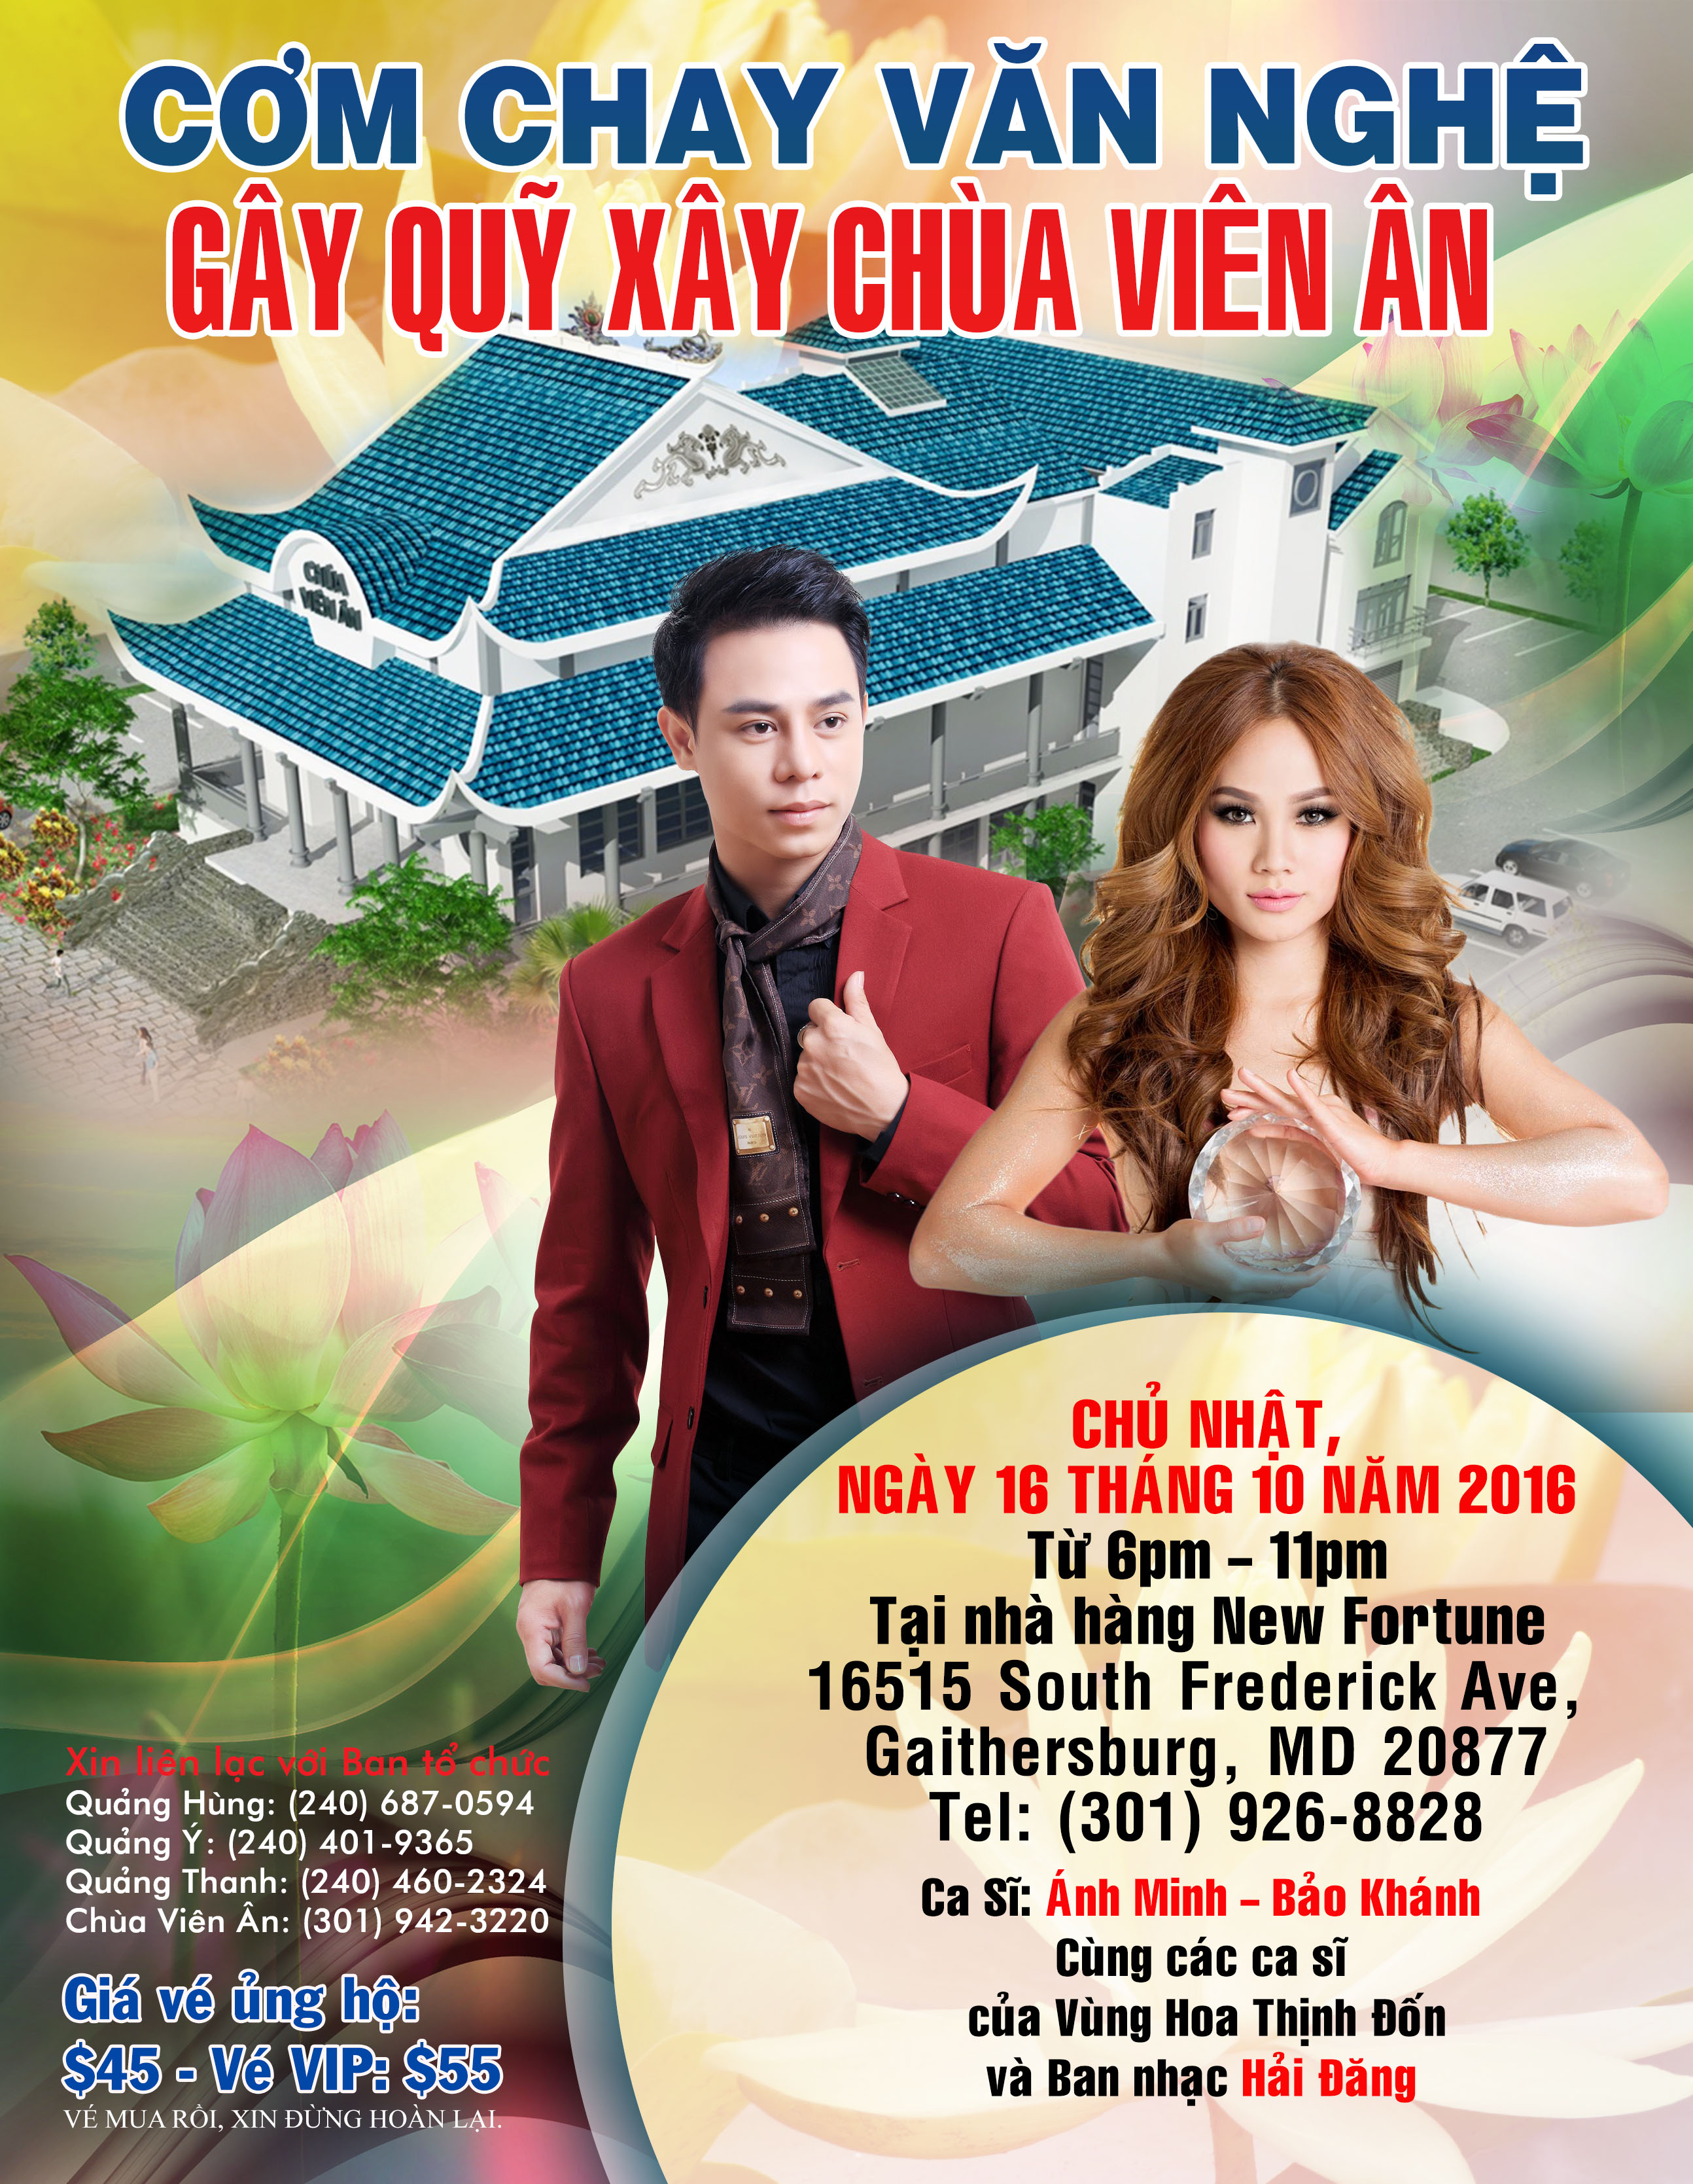 CƠM CHAY VĂN NGHỆ
GÂY QUỸ XÂY CHÙA VIÊN ÂN
CHÙA
VIÊN ÂN
CHỦ NHẬT,
NGÀY 16 THÁNG 10 NĂM 2016
Từ 6pm – 11pm
Tại nhà hàng New Fortune
16515 South Frederick Ave,
Gaithersburg, MD 20877
Tel: (301) 926-8828
Ca Sĩ: Ánh Minh – Bảo Khánh
Cùng các ca sĩ
của Vùng Hoa Thịnh Đốn
và Ban nhạc Hải Đăng
Xin liên lạc với Ban tổ chức
Quảng Hùng: (240) 687-0594
Quảng Ý: (240) 401-9365
Quảng Thanh: (240) 460-2324
Chùa Viên Ân: (301) 942-3220
Giá vé ủng hộ:
$45 - Vé VIP: $55
VÉ MUA RỒI, XIN ĐỪNG HOÀN LẠI.